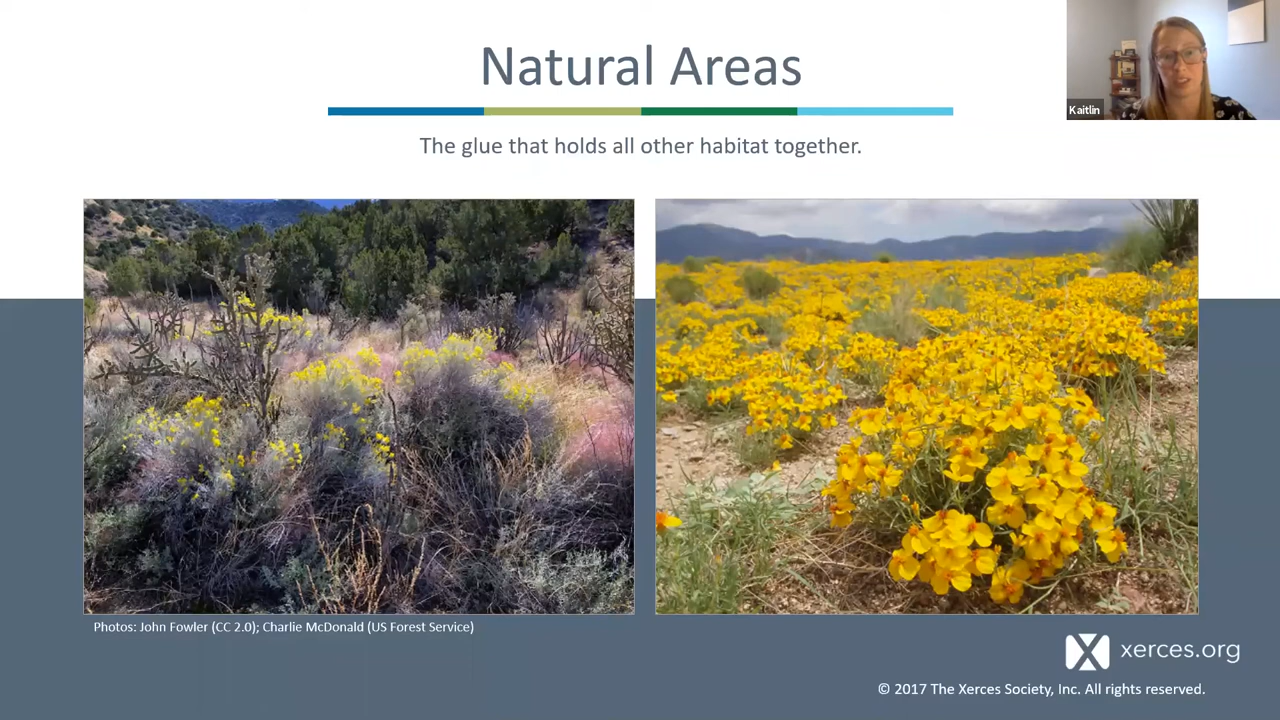 Natural Areas
Kaitlin
The glue that holds all other habitat together.
Photos: John Fowler (CC 2.0); Charlie McDonald (US Forest Service)
xerces.org
© 2017 The Xerces Society, Inc. All rights reserved.